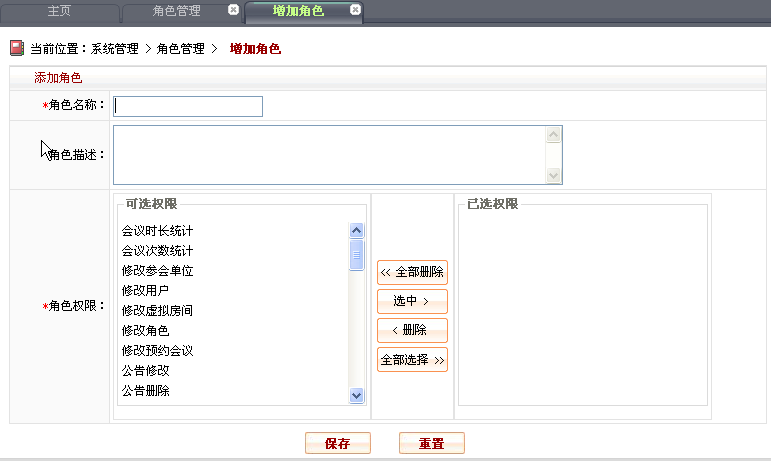 主页 角色管理 增加角色
当前位置：系统管理 > 角色管理 > 增加角色
添加角色
*角色名称：
角色描述：
*角色权限：
可选权限
会议时长统计
会议次数统计
修改参会单位
修改用户
修改虚拟房间
修改角色
修改预约会议
公告修改
公告删除
<< 全部删除
选中 >
< 删除
全部选择 >>
已选权限
保存 重置